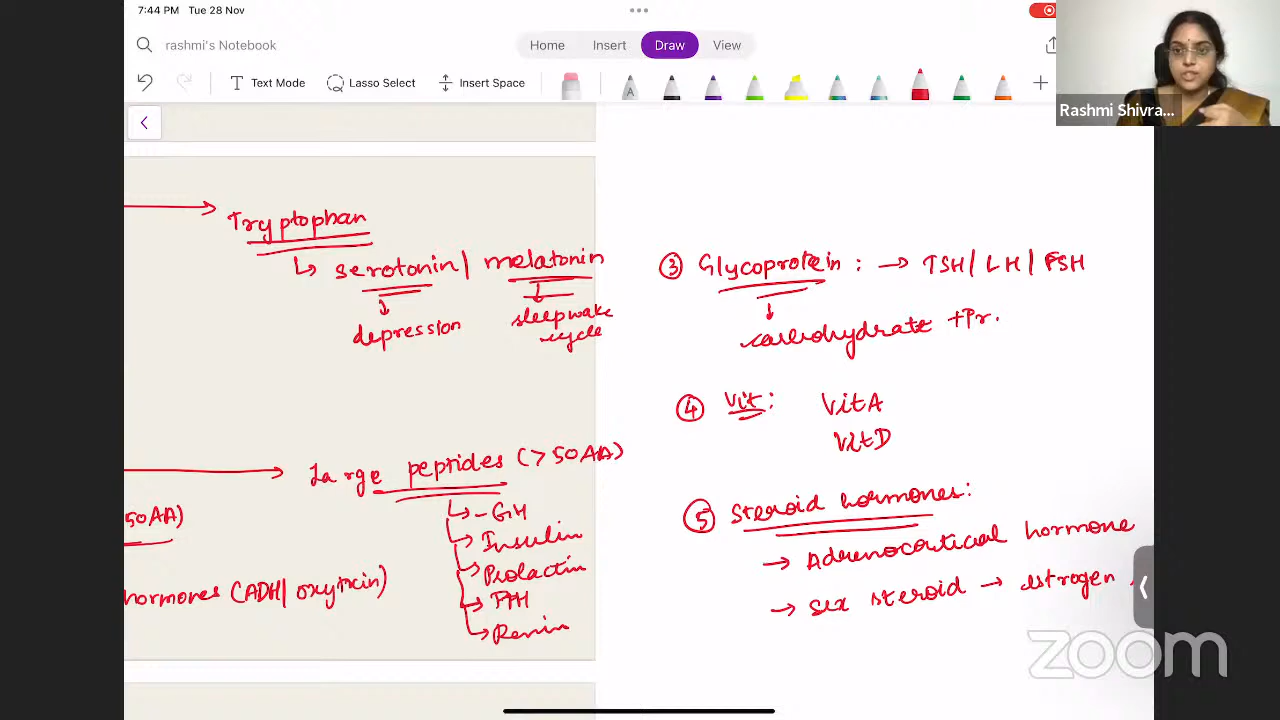 7:44 PM Tue 28 Nov
rashmi's Notebook
Home Insert Draw View
Text Mode Lasso Select Insert Space
A
Rashmi Shivra...
Tryptophan
serotonin/ melatonin
depression
sleepwake
cycle
Large peptides (>50AA)
-GH
Insulin
Prolactin
PTH
Renin
50AA)
hormones (ADH/ oxytocin)
③ Glycoprotein : → TSH/ LH/ FSH
carbohydrate +Pr.
④ Vit: Vit A
Vit D
⑤ Steroid hormones:
→ Adrenocortical hormone
→ Sex steroid → estrogen
zoom